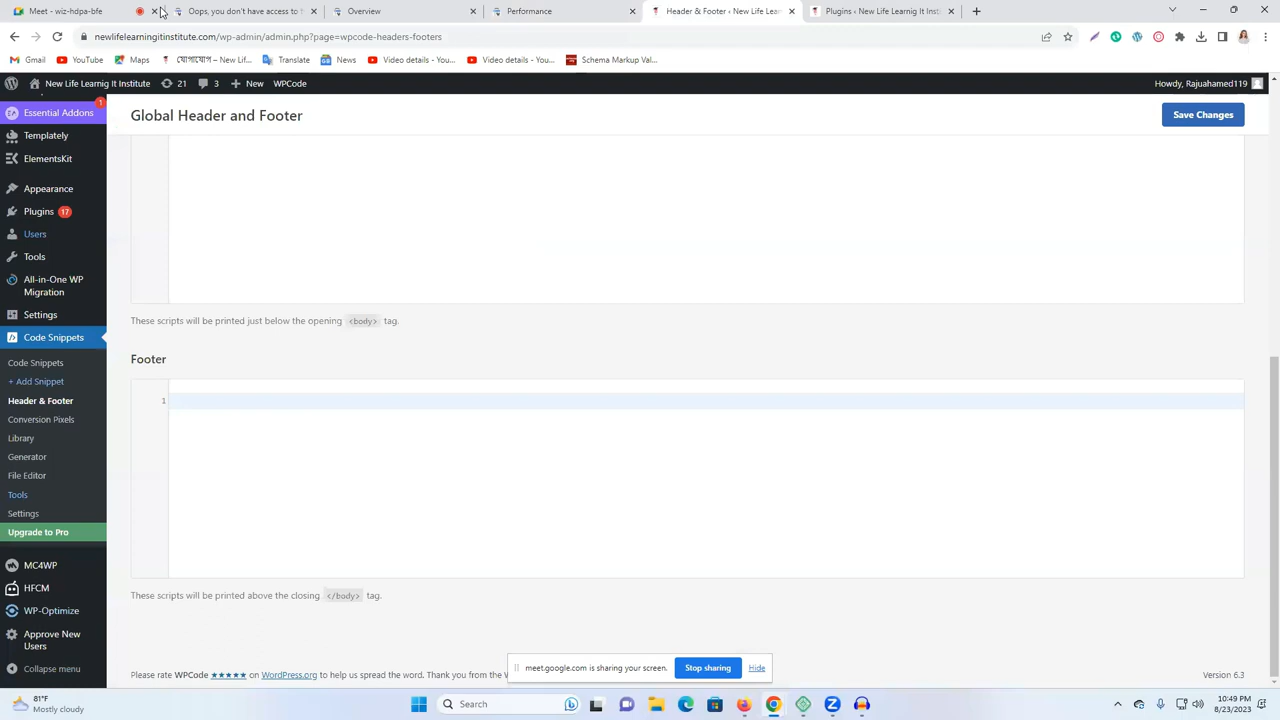 Meet - wiz-hdpa-bfe
Oops, you don't have access to t
Overview
Performance
Header & Footer ‹ New Life Lear
Plugins ‹ New Life Learnig It Inst
newlifelearningitinstitute.com/wp-admin/admin.php?page=wpcode-headers-footers
Gmail
YouTube
Maps
যোগাযোগ – New Lif...
Translate
News
Video details - You...
Video details - You...
Schema Markup Val...
New Life Learnig It Institute
21
3
New
WPCode
Howdy, Rajuahamed119
1
Essential Addons
Templately
ElementsKit
Appearance
Plugins 17
Users
Tools
All-in-One WP
Migration
Settings
Code Snippets
Code Snippets
+ Add Snippet
Header & Footer
Conversion Pixels
Library
Generator
File Editor
Tools
Settings
Upgrade to Pro
MC4WP
HFCM
WP-Optimize
Approve New
Users
Collapse menu
Global Header and Footer
Save Changes
These scripts will be printed just below the opening <body> tag.
Footer
1
These scripts will be printed above the closing </body> tag.
Please rate WPCode ★★★★★ on WordPress.org to help us spread the word. Thank you from the
Version 6.3
meet.google.com is sharing your screen.
Stop sharing
Hide
81°F
Mostly cloudy
Search
10:49 PM
8/23/2023